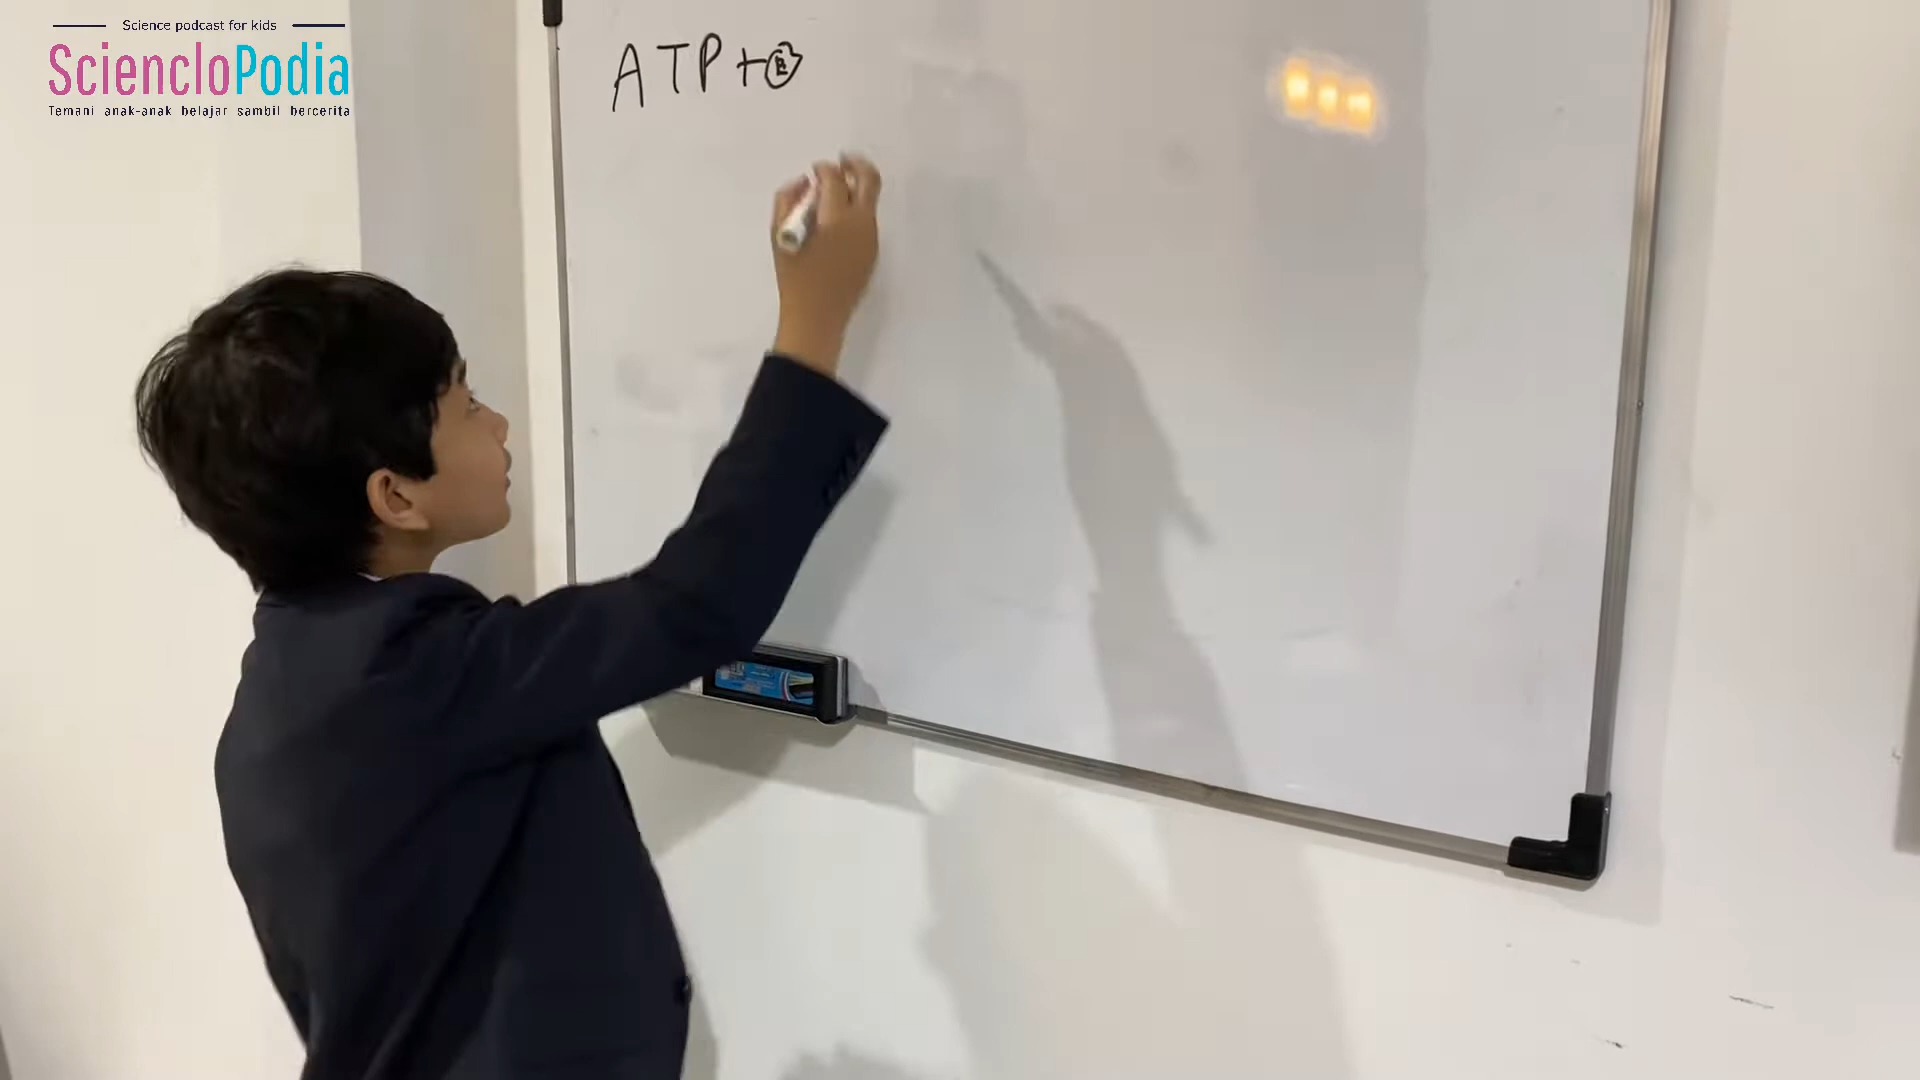 Science podcast for kids
SciencloPodia
Temani anak-anak belajar sambil bercerita
ATP+